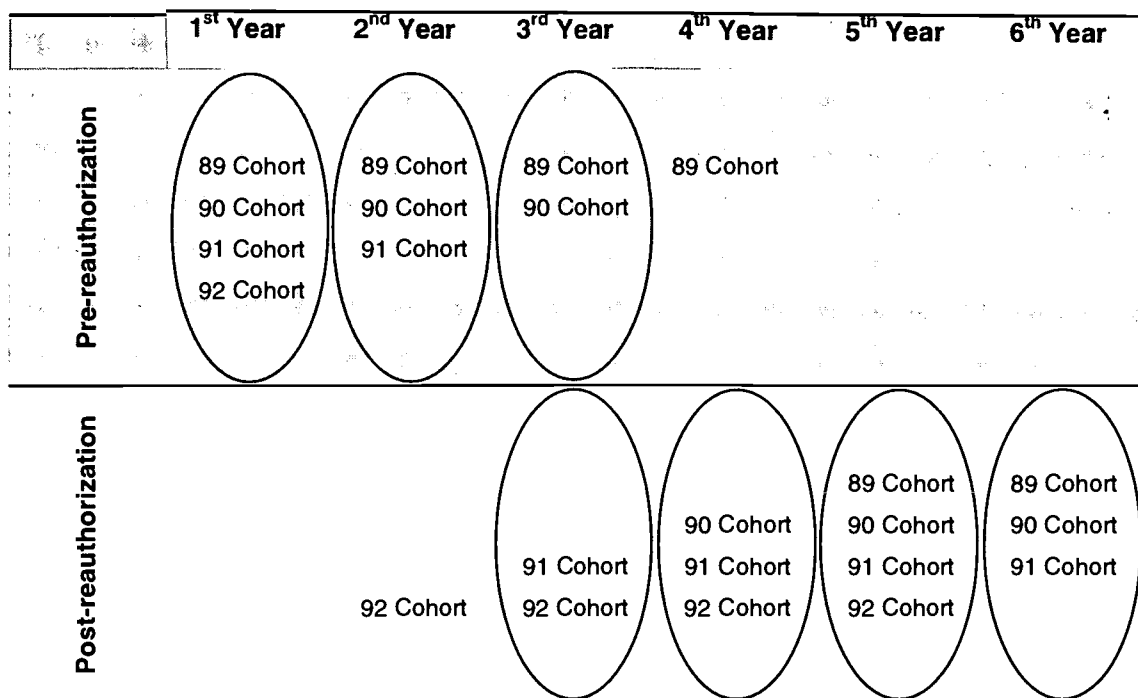 1st Year 2nd Year 3rd Year 4th Year 5th Year 6th Year
Pre-reauthorization
89 Cohort 89 Cohort 89 Cohort 89 Cohort
90 Cohort 90 Cohort 90 Cohort
91 Cohort 91 Cohort
92 Cohort
Post-reauthorization
89 Cohort 89 Cohort
90 Cohort 90 Cohort 90 Cohort
91 Cohort 91 Cohort 91 Cohort 91 Cohort
92 Cohort 92 Cohort 92 Cohort 92 Cohort